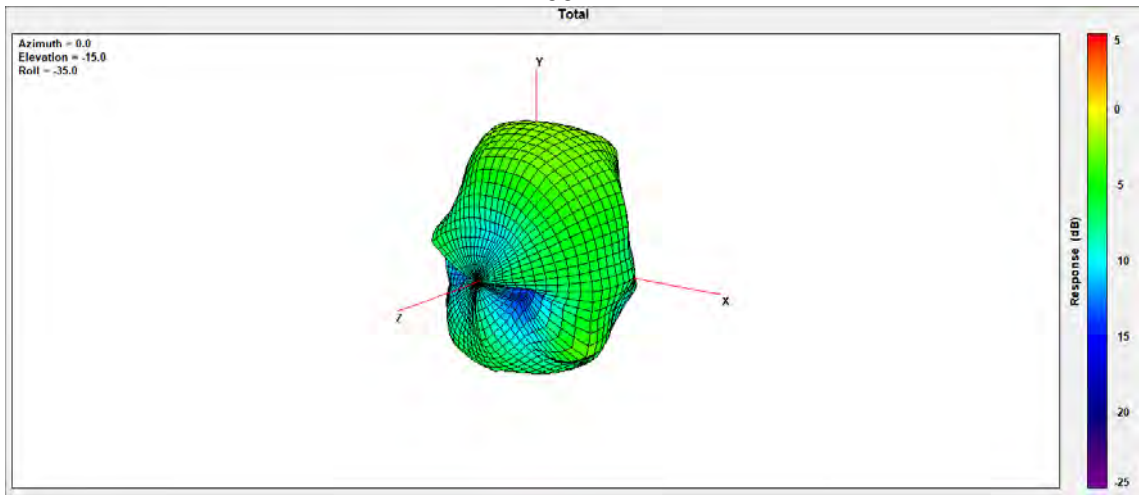 Total
Azimuth = 0.0
Elevation = -15.0
Roll = -35.0
Y
X
Z
5
0
-5
-10
-15
-20
-25
Response (dB)